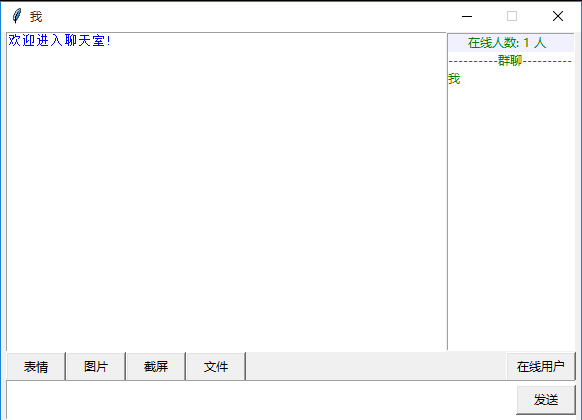 我
欢迎进入聊天室!
在线人数: 1 人
---------群聊---------
我
表情 图片 截屏 文件 在线用户
发送